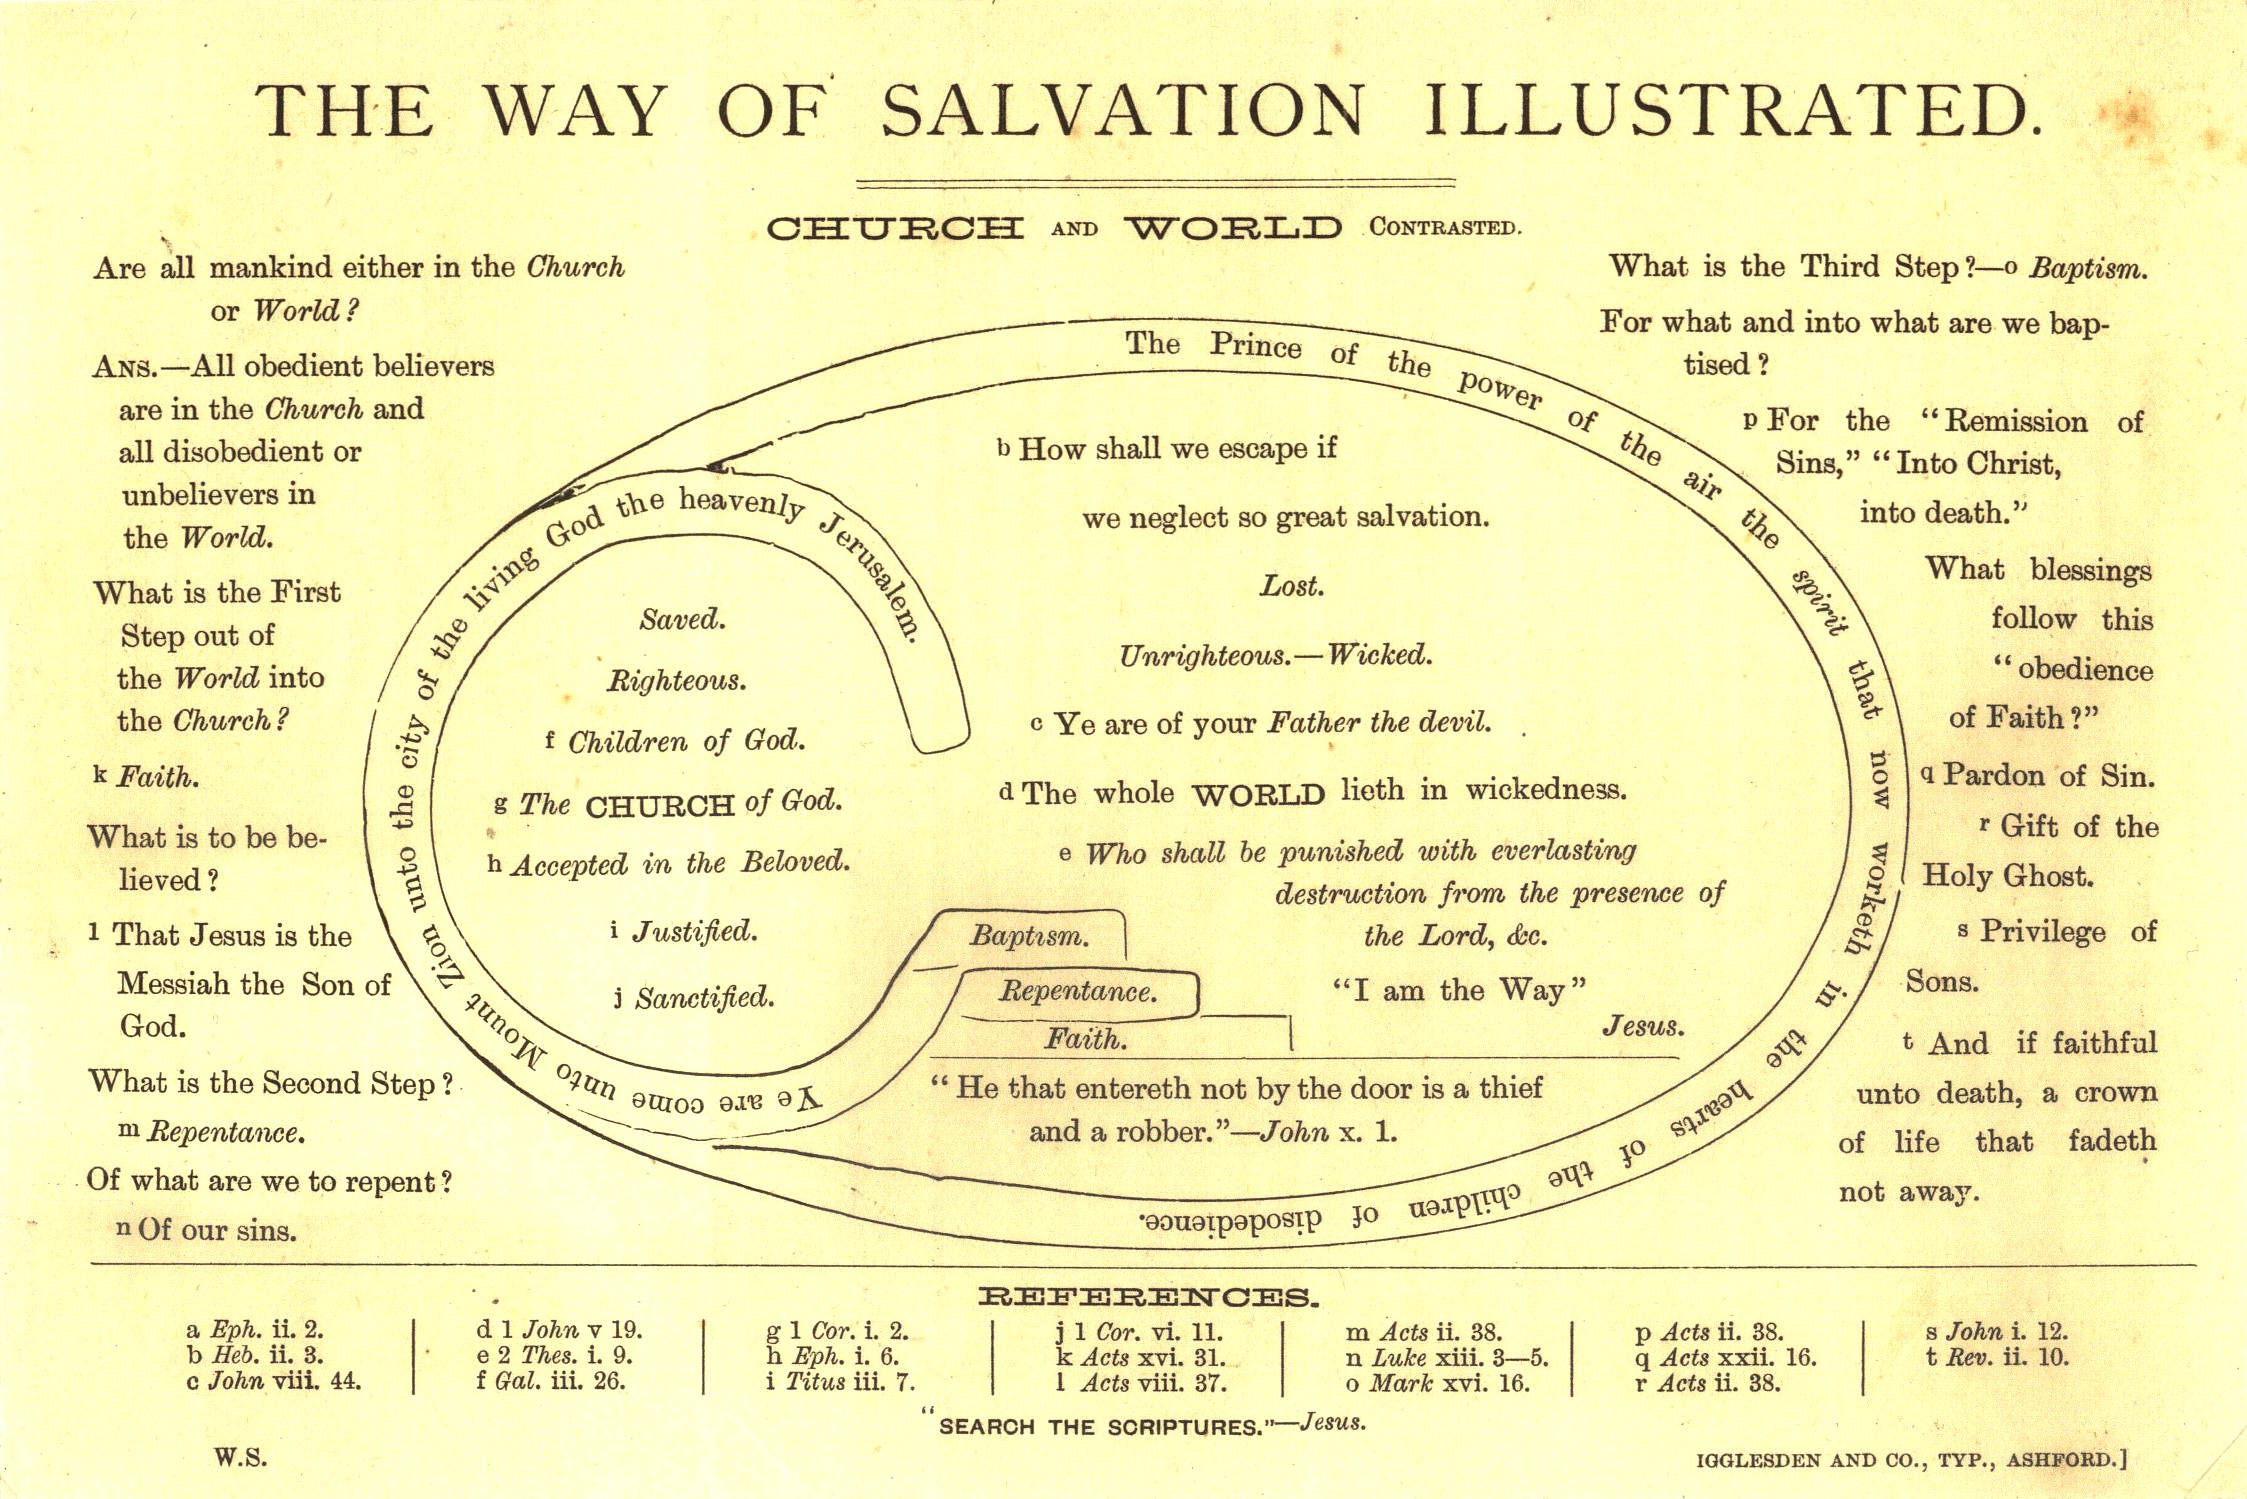 THE WAY OF SALVATION ILLUSTRATED.
CHURCH AND WORLD CONTRASTED.
Are all mankind either in the Church
or World?
ANS.—All obedient believers
are in the Church and
all disobedient or
unbelievers in
the World.
What is the First
Step out of
the World into
the Church?
k Faith.
What is to be be-
lieved?
l That Jesus is the
Messiah the Son of
God.
What is the Second Step?
m Repentance.
Of what are we to repent?
n Of our sins.
Ye are come unto Mount Zion unto the city of the living God the heavenly Jerusalem.
Saved.
Righteous.
f Children of God.
g The CHURCH of God.
h Accepted in the Beloved.
i Justified.
j Sanctified.
The Prince of the power of the air the spirit that now worketh in the hearts of the children of disobedience.
b How shall we escape if
we neglect so great salvation.
Lost.
Unrighteous.—Wicked.
c Ye are of your Father the devil.
d The whole WORLD lieth in wickedness.
e Who shall be punished with everlasting
destruction from the presence of
the Lord, &c.
"I am the Way"
Jesus.
Baptism.
Repentance.
Faith.
"He that entereth not by the door is a thief
and a robber."—John x. 1.
What is the Third Step?—o Baptism.
For what and into what are we bap-
tised?
p For the "Remission of
Sins," "Into Christ,
into death."
What blessings
follow this
"obedience
of Faith?"
q Pardon of Sin.
r Gift of the
Holy Ghost.
s Privilege of
Sons.
t And if faithful
unto death, a crown
of life that fadeth
not away.
REFERENCES.
a Eph. ii. 2.
b Heb. ii. 3.
c John viii. 44.
d 1 John v 19.
e 2 Thes. i. 9.
f Gal. iii. 26.
g 1 Cor. i. 2.
h Eph. i. 6.
i Titus iii. 7.
j 1 Cor. vi. 11.
k Acts xvi. 31.
l Acts viii. 37.
m Acts ii. 38.
n Luke xiii. 3—5.
o Mark xvi. 16.
p Acts ii. 38.
q Acts xxii. 16.
r Acts ii. 38.
s John i. 12.
t Rev. ii. 10.
"SEARCH THE SCRIPTURES."—Jesus.
W.S.
IGGLESDEN AND CO., TYP., ASHFORD.]